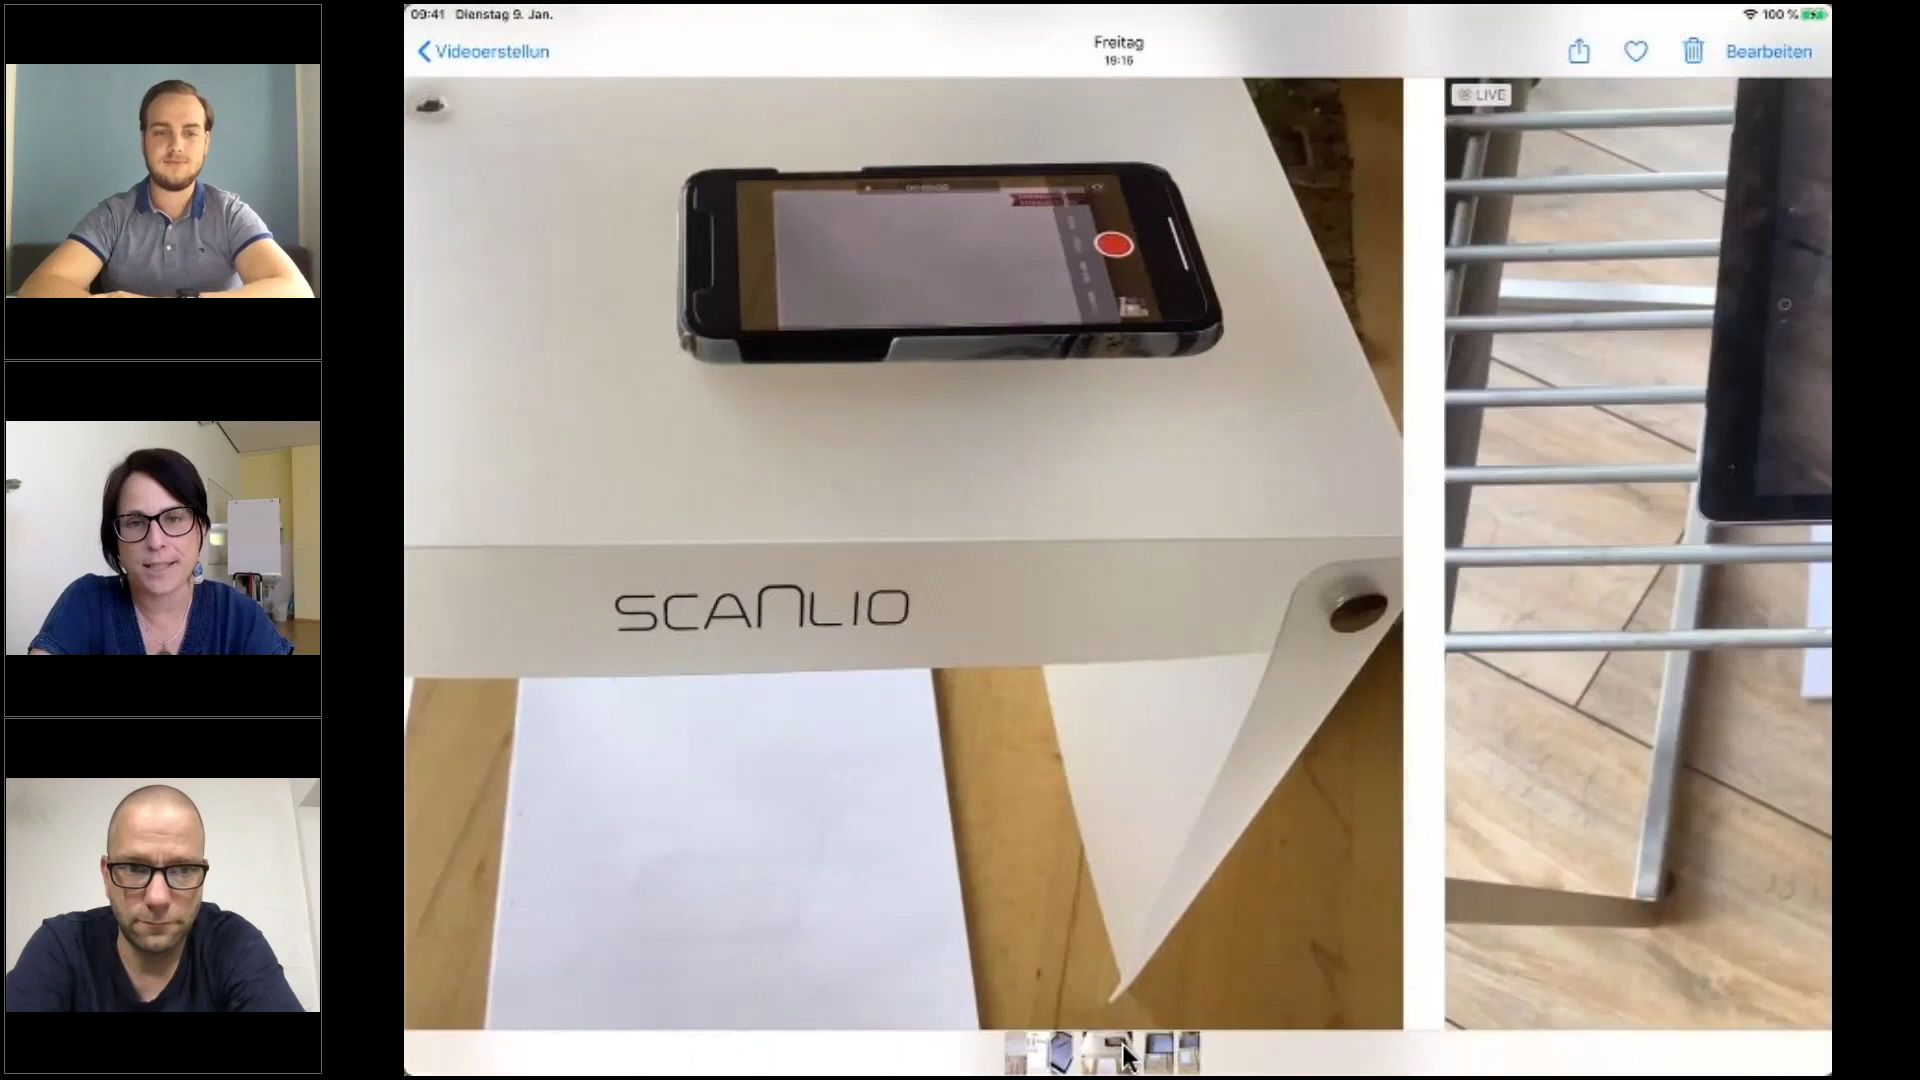 09:41 Dienstag 9. Jan.
100 %
Videoerstellun
Freitag
19:16
Bearbeiten
LIVE
SCANLIO